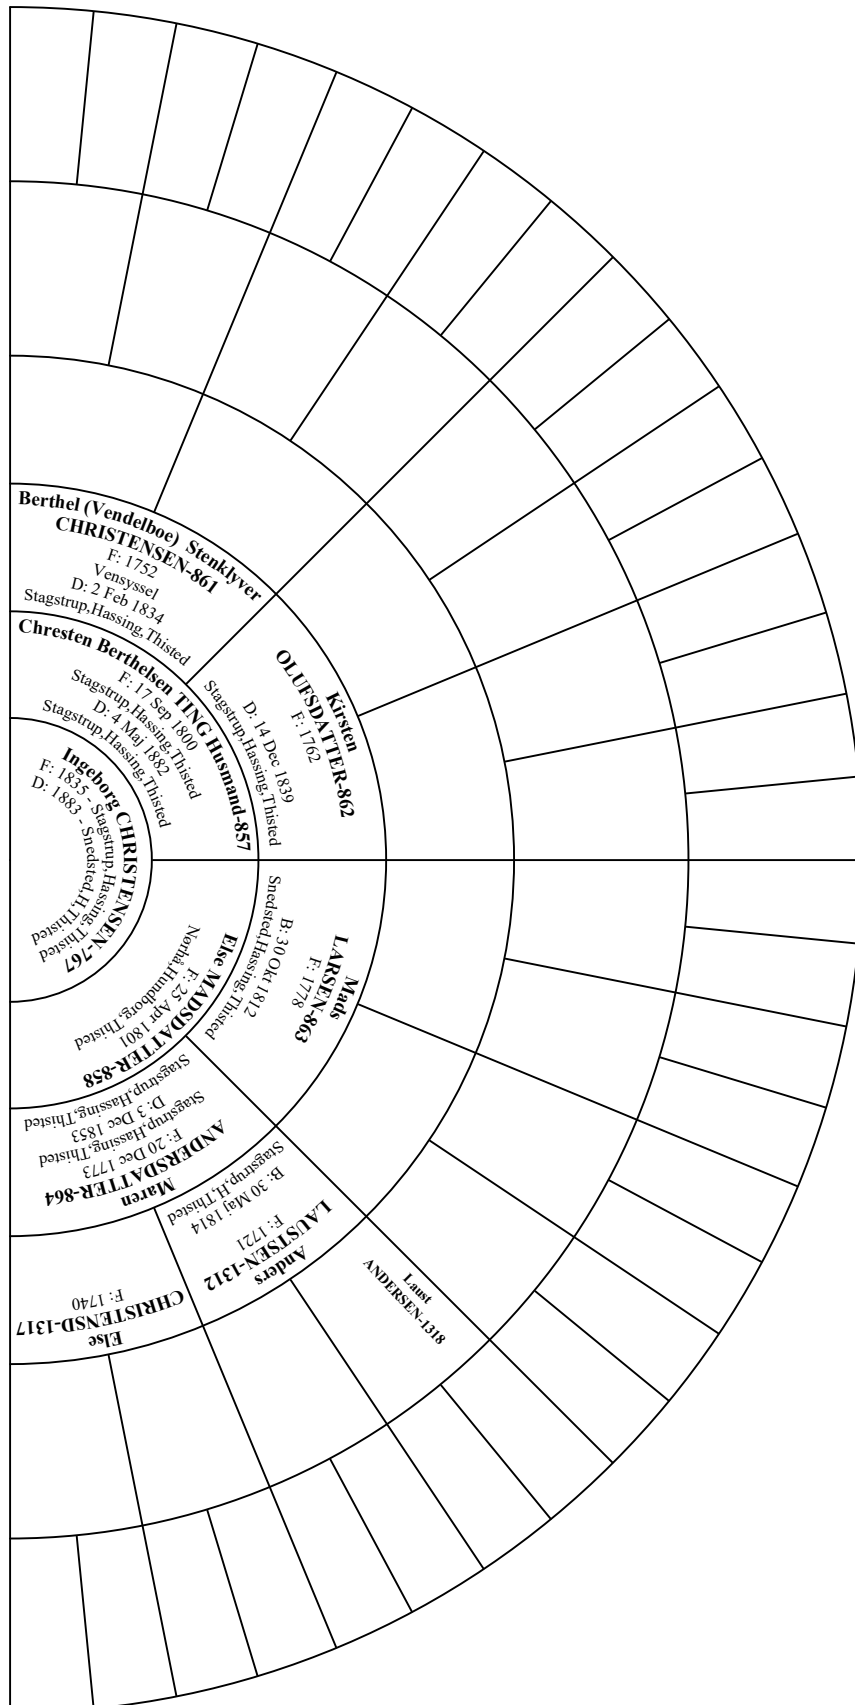 Berthel (Vendelboe)  Stenklyver
CHRISTENSEN-861
F: 1752
Vensyssel
D: 2 Feb 1834
Stagstrup,Hassing,Thisted
Chresten Berthelsen TING Husmand-857
F: 17 Sep 1800
Stagstrup,Hassing,Thisted
D: 4 Maj 1882
Stagstrup,Hassing,Thisted
Kirsten
OLUFSDATTER-862
F: 1762
D: 14 Dec 1839
Stagstrup,Hassing,Thisted
Ingeborg CHRISTENSEN-767
F: 1835 - Stagstrup,Hassing,Thisted
D: 1883 - Snedsted,H,Thisted
Mads
LARSEN-863
F: 1778
B: 30 Okt 1812
Snedsted,Hassing,Thisted
Else MADSDATTER-858
F: 25 Apr 1801
Nørhå,Hundborg,Thisted
Maren
ANDERSDATTER-864
F: 20 Dec 1773
Stagstrup,Hassing,Thisted
D: 3 Dec 1853
Stagstrup,Hassing,Thisted
Anders
LAUSTSEN-1312
F: 1721
B: 30 Maj 1814
Stagstrup,H,Thisted
Else
CHRISTENSD-1317
F: 1740
Laust
ANDERSEN-1318